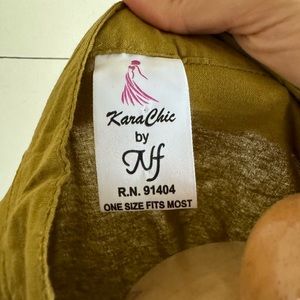 KaraChic
by
Nf
R.N. 91404
ONE SIZE FITS MOST